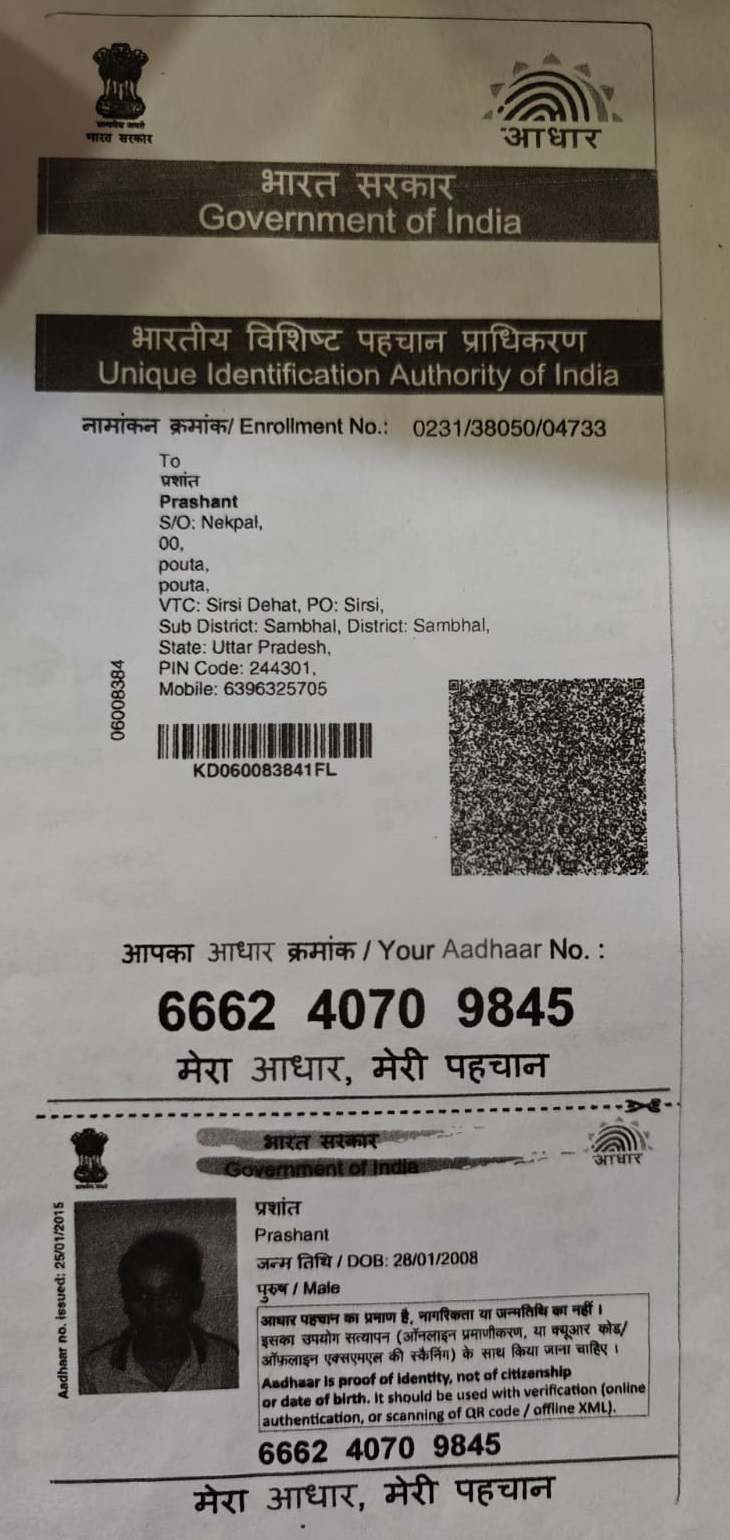 भारत सरकार
आधार
भारत सरकार
Government of India
भारतीय विशिष्ट पहचान प्राधिकरण
Unique Identification Authority of India
नामांकन क्रमांक/ Enrollment No.: 0231/38050/04733
To
प्रशांत
Prashant
S/O: Nekpal,
00,
pouta,
pouta,
VTC: Sirsi Dehat, PO: Sirsi,
Sub District: Sambhal, District: Sambhal,
State: Uttar Pradesh,
PIN Code: 244301,
Mobile: 6396325705
06008384
KD060083841FL
आपका आधार क्रमांक / Your Aadhaar No. :
6662 4070 9845
मेरा आधार, मेरी पहचान
भारत सरकार
Government of India
आधार
Aadhaar no. issued: 25/01/2015
प्रशांत
Prashant
जन्म तिथि / DOB: 28/01/2008
पुरुष / Male
आधार पहचान का प्रमाण है, नागरिकता या जन्मतिथि का नहीं ।
इसका उपयोग सत्यापन (ऑनलाइन प्रमाणीकरण, या क्यूआर कोड/
ऑफ़लाइन एक्सएमएल की स्कैनिंग) के साथ किया जाना चाहिए ।
Aadhaar is proof of identity, not of citizenship
or date of birth. It should be used with verification (online
authentication, or scanning of QR code / offline XML).
6662 4070 9845
मेरा आधार, मेरी पहचान